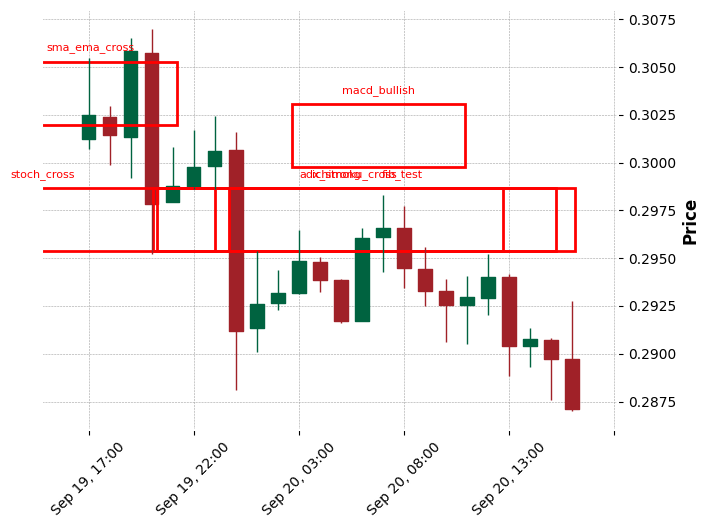 0.3075
sma_ema_cross
0.3050
macd_bullish
0.3025
0.3000
stoch_cross
fib_test
0.2975
Price
0.2950
0.2925
0.2900
0.2875
Sep 19, 17:00
Sep 19, 22:00
Sep 20, 03:00
Sep 20, 08:00
Sep 20, 13:00